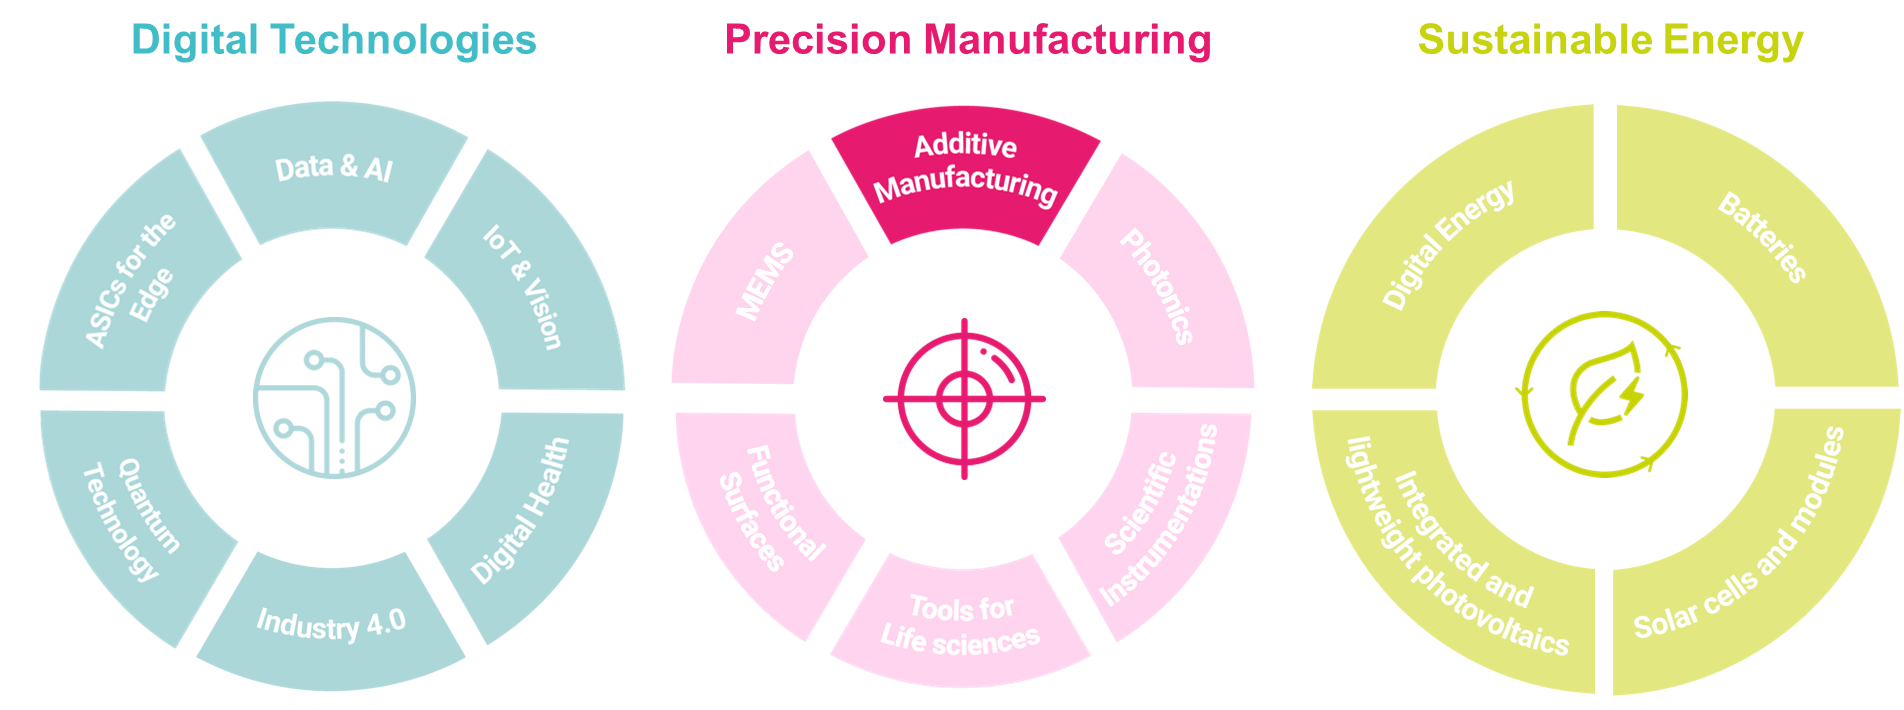 Digital Technologies
Data & AI
IoT & Vision
Digital Health
Industry 4.0
Quantum
Technology
ASICs for the
Edge
Precision Manufacturing
Additive
Manufacturing
Photonics
Scientific
Instrumentations
Tools for
Life sciences
Functional
Surfaces
MEMS
Sustainable Energy
Digital Energy
Batteries
Solar cells and modules
Integrated and
lightweight photovoltaics